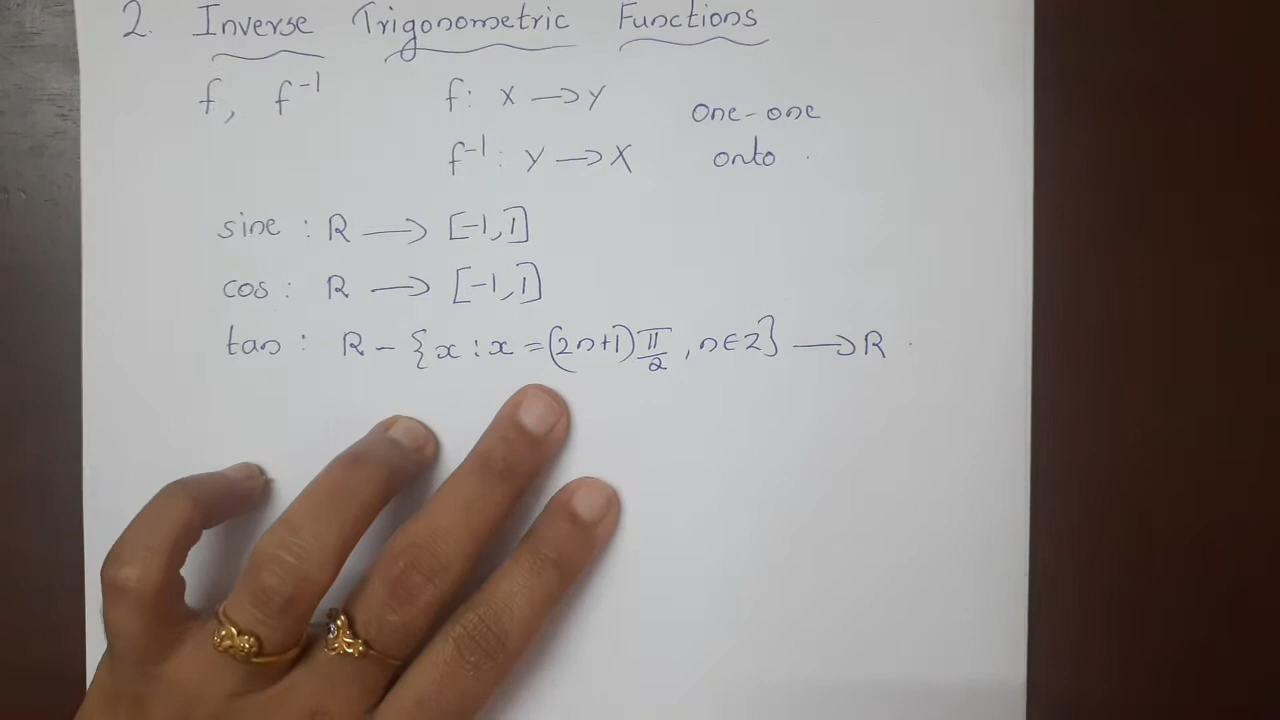 2. Inverse Trigonometric Functions
f, f⁻¹ f: X → Y one-one
f⁻¹: Y → X onto
sine : R → [-1, 1]
cos : R → [-1, 1]
tan : R - {x : x = (2n+1) π/2, n ∈ Z} → R